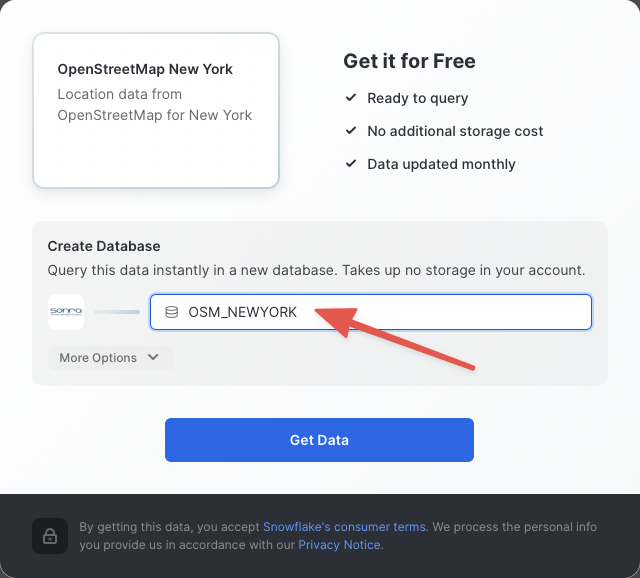 OpenStreetMap New York
Location data from
OpenStreetMap for New York
Get it for Free
Ready to query
No additional storage cost
Data updated monthly
Create Database
Query this data instantly in a new database. Takes up no storage in your account.
sonra
OSM_NEWYORK
More Options
Get Data
By getting this data, you accept Snowflake's consumer terms. We process the personal info
you provide us in accordance with our Privacy Notice.